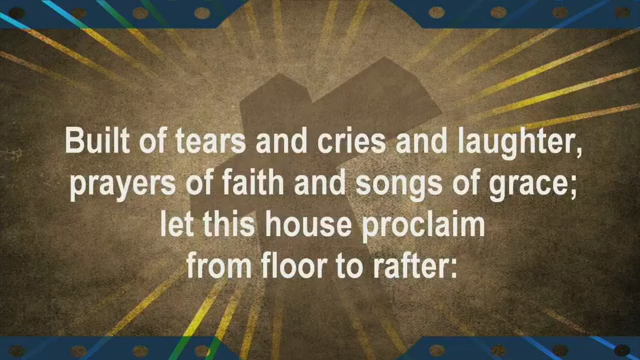 Built of tears and cries and laughter,
prayers of faith and songs of grace;
let this house proclaim
from floor to rafter: